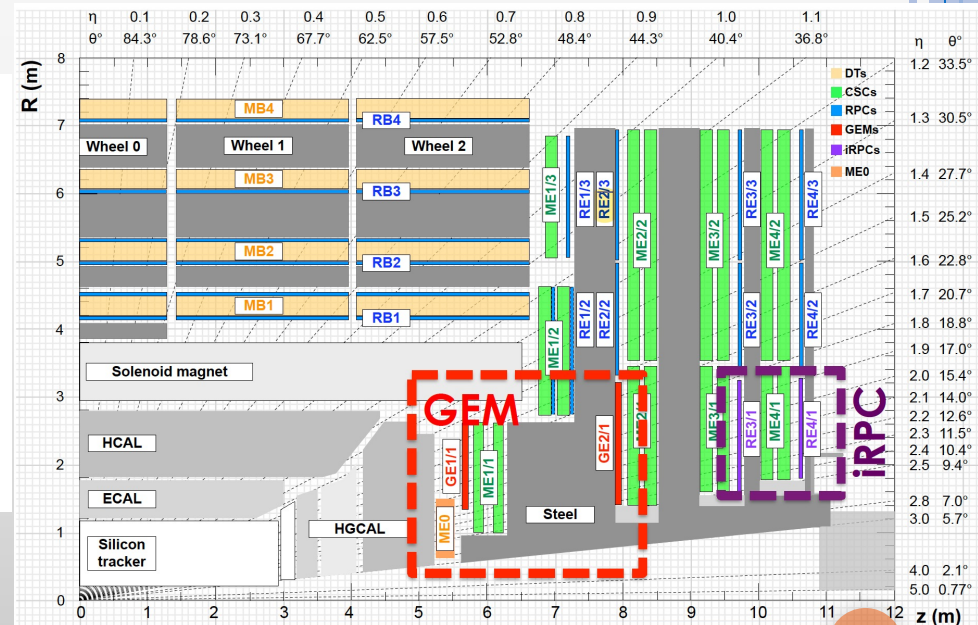 η 0.1 0.2 0.3 0.4 0.5 0.6 0.7 0.8 0.9 1.0 1.1
θ° 84.3° 78.6° 73.1° 67.7° 62.5° 57.5° 52.8° 48.4° 44.3° 40.4° 36.8° η θ°
R (m)
8
7
6
5
4
3
2
1
0
1.2 33.5°
1.3 30.5°
1.4 27.7°
1.5 25.2°
1.6 22.8°
1.7 20.7°
1.8 18.8°
1.9 17.0°
2.0 15.4°
2.1 14.0°
2.2 12.6°
2.3 11.5°
2.4 10.4°
2.5 9.4°
2.8 7.0°
3.0 5.7°
4.0 2.1°
5.0 0.77°
DTs
CSCs
RPCs
GEMs
iRPCs
ME0
MB4
RB4
Wheel 0
Wheel 1
Wheel 2
MB3
RB3
MB2
RB2
MB1
RB1
ME1/3
RE1/3
RE2/3
ME2/2
ME3/2
RE3/3
ME4/2
RE4/3
ME1/2
RE1/2
RE2/2
RE3/2
RE4/2
Solenoid magnet
HCAL
ECAL
Silicon
tracker
HGCAL
Steel
GEM
GE1/1
ME1/1
ME0
GE2/1
ME3/1
RE3/1
ME4/1
RE4/1
iRPC
0 1 2 3 4 5 6 7 8 9 10 11 12
z (m)